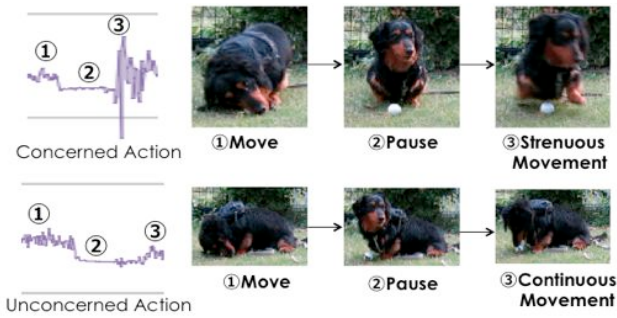 ① ② ③
Concerned Action
①Move
②Pause
③Strenuous
Movement
① ② ③
Unconcerned Action
①Move
②Pause
③Continuous
Movement